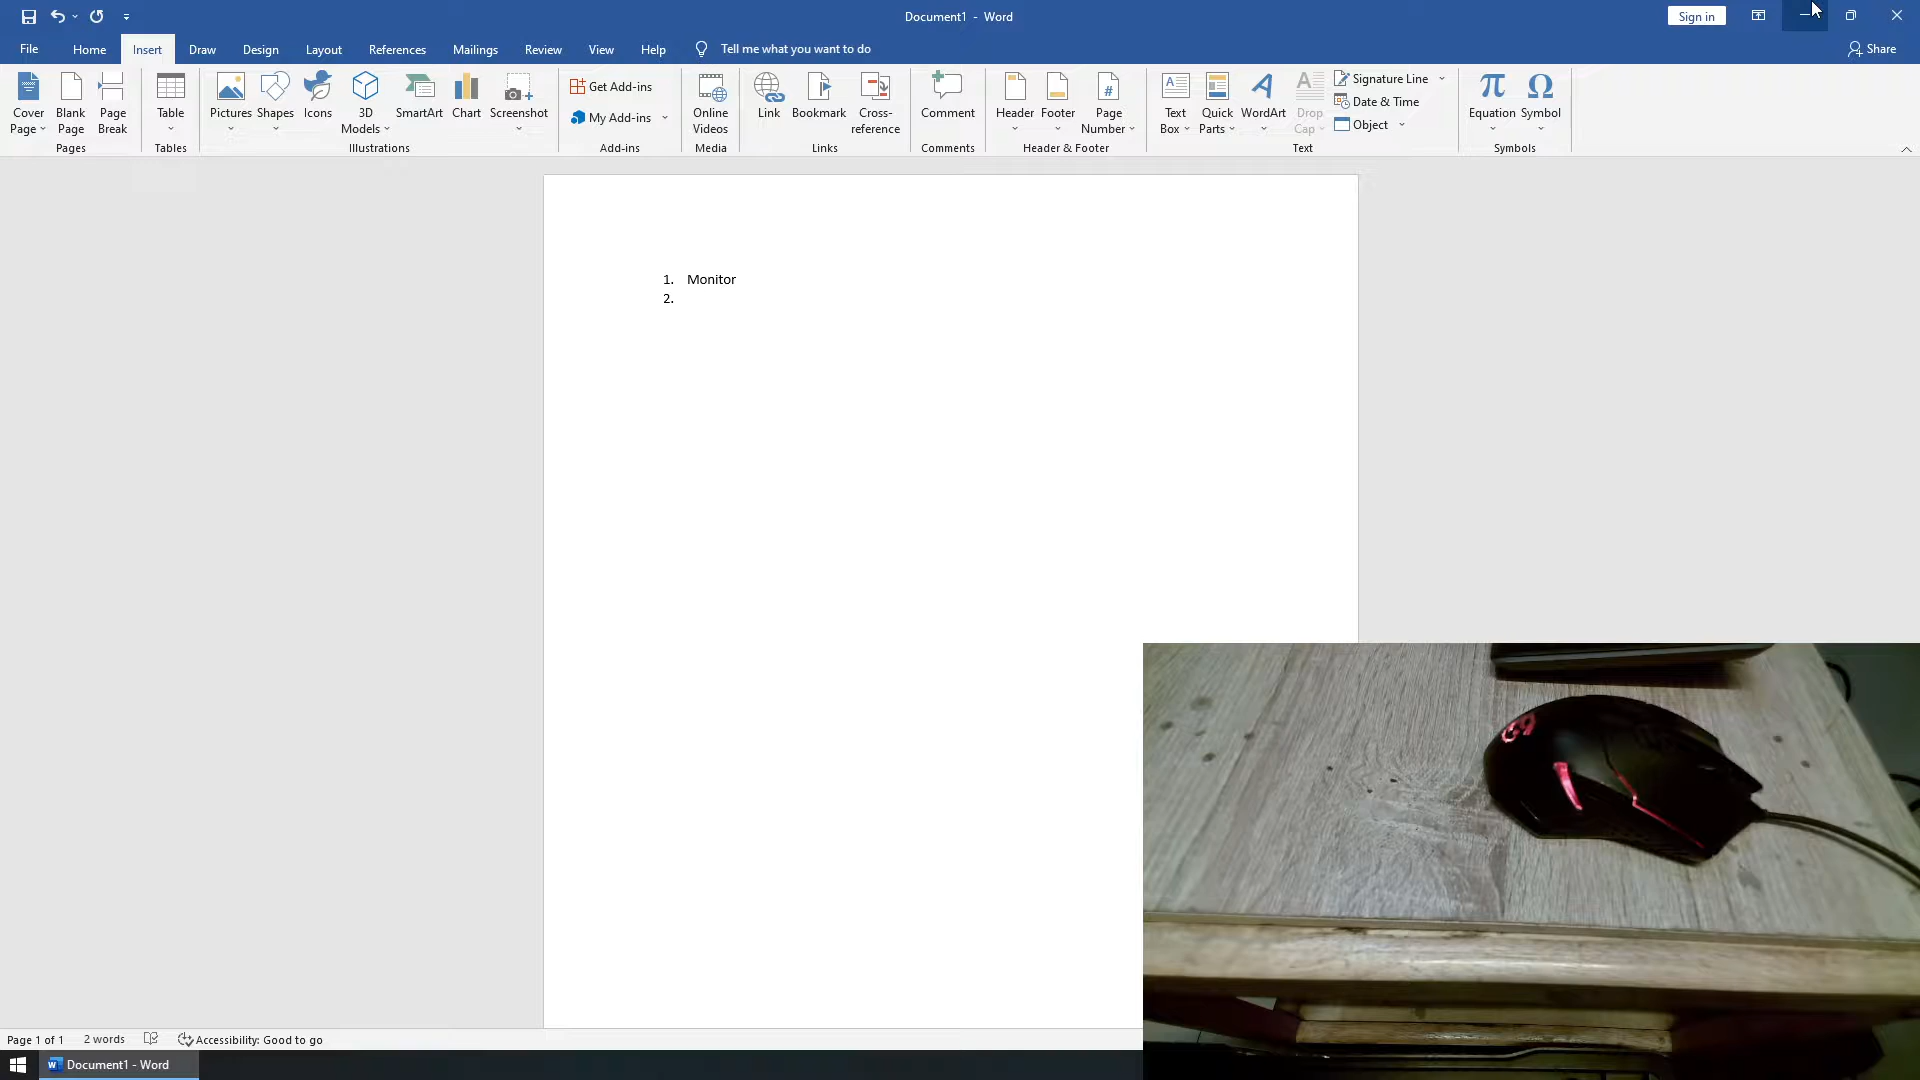 Document1 - Word
Sign in
File Home Insert Draw Design Layout References Mailings Review View Help Tell me what you want to do Share
Cover Page
Blank Page
Page Break
Pages
Table
Tables
Pictures
Shapes
Icons
3D Models
SmartArt
Chart
Screenshot
Illustrations
Get Add-ins
My Add-ins
Add-ins
Online Videos
Media
Link
Bookmark
Cross-reference
Links
Comment
Comments
Header
Footer
Page Number
Header & Footer
Text Box
Quick Parts
WordArt
Drop Cap
Signature Line
Date & Time
Object
Text
Equation
Symbol
Symbols
1. Monitor
2.
G9
Page 1 of 1 2 words Accessibility: Good to go
Document1 - Word